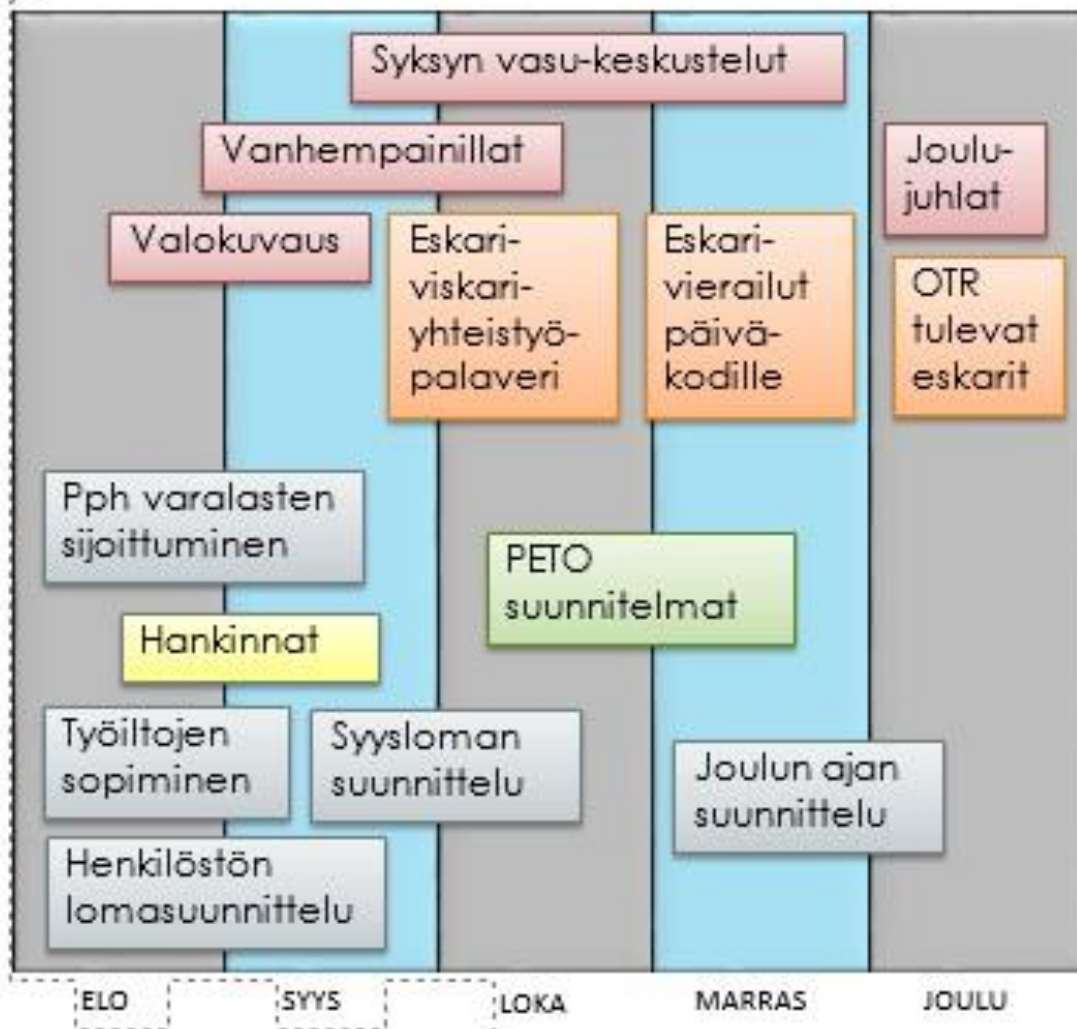 Syksyn vasu-keskustelut
Vanhempainillat
Joulu-
juhlat
Valokuvaus
Eskari-
viskari-
yhteistyö-
palaveri
Eskari-
vierailut
päivä-
kodille
OTR
tulevat
eskarit
Pph varalasten
sijoittuminen
PETO
suunnitelmat
Hankinnat
Työiltojen
sopiminen
Syysloman
suunnittelu
Joulun ajan
suunnittelu
Henkilöstön
lomasuunnittelu
ELO
SYYS
LOKA
MARRAS
JOULU